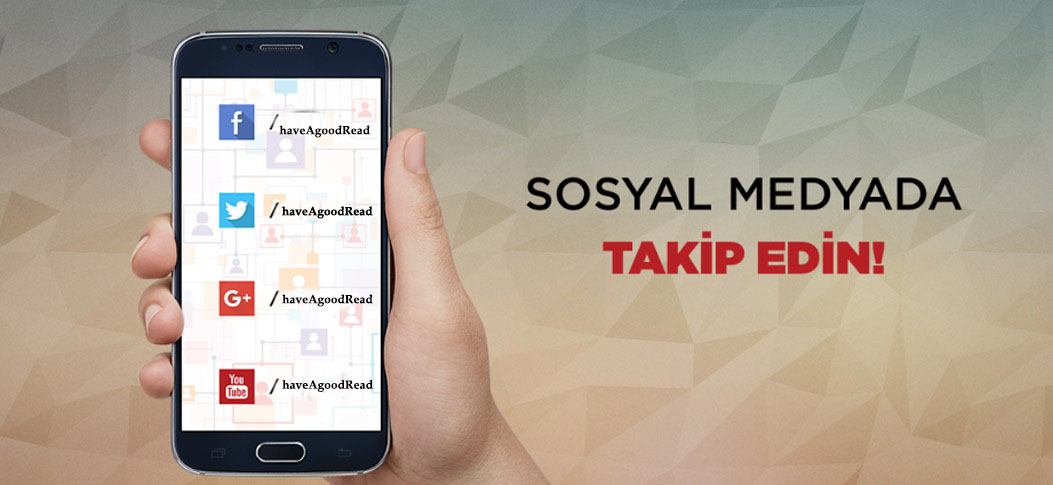 f
/haveAgoodRead
/haveAgoodRead
G+
/haveAgoodRead
You
Tube
/haveAgoodRead
SOSYAL MEDYADA
TAKİP EDİN!